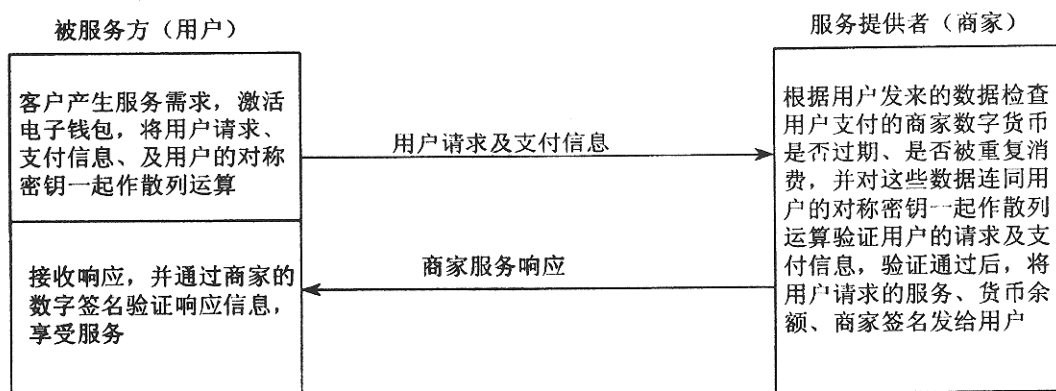 被服务方（用户）
服务提供者（商家）
客户产生服务需求，激活
电子钱包，将用户请求、
支付信息、及用户的对称
密钥一起作散列运算
用户请求及支付信息
根据用户发来的数据检查
用户支付的商家数字货币
是否过期、是否被重复消
费，并对这些数据连同用
户的对称密钥一起作散列
运算验证用户的请求及支
付信息，验证通过后，将
用户请求的服务、货币余
额、商家签名发给用户
商家服务响应
接收响应，并通过商家的
数字签名验证响应信息，
享受服务